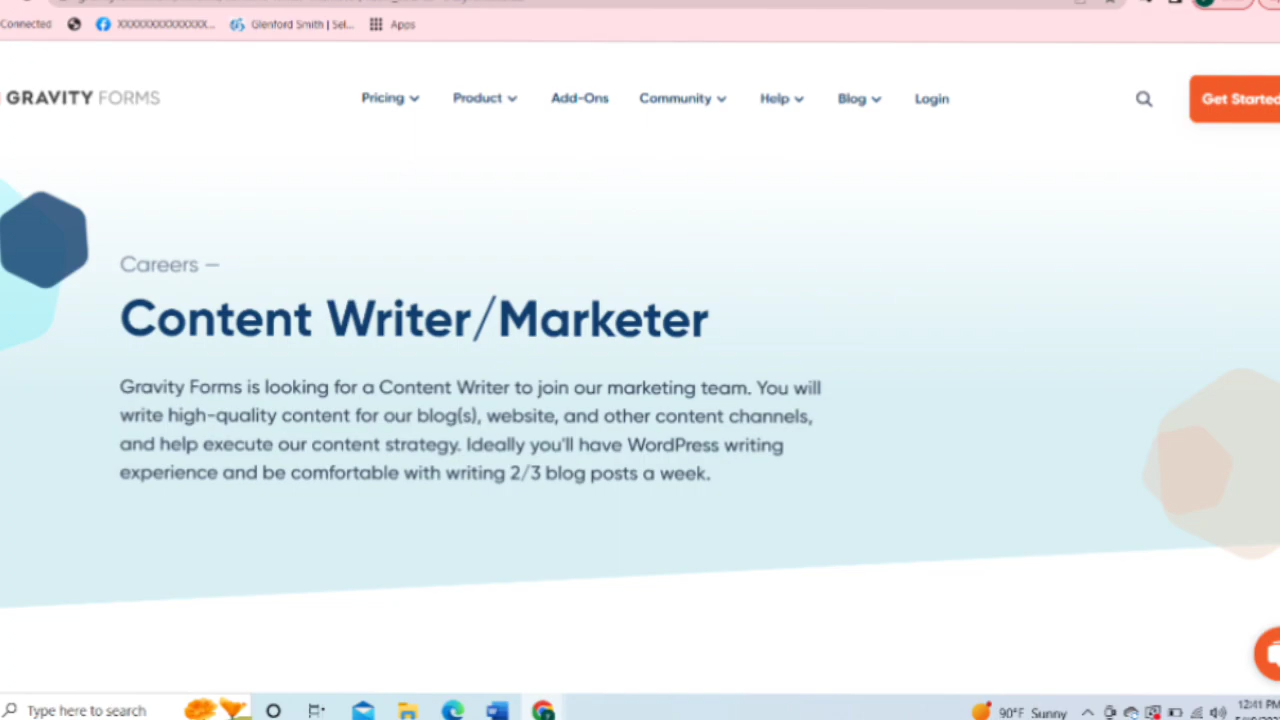 Connected
XXXXXXXXXXXXXX...
Glenford Smith | Sel...
Apps
GRAVITY FORMS
Pricing
Product
Add-Ons
Community
Help
Blog
Login
Get Started
Careers —
Content Writer/Marketer
Gravity Forms is looking for a Content Writer to join our marketing team. You will
write high-quality content for our blog(s), website, and other content channels,
and help execute our content strategy. Ideally you'll have WordPress writing
experience and be comfortable with writing 2/3 blog posts a week.
Type here to search
90°F Sunny
12:41 PM